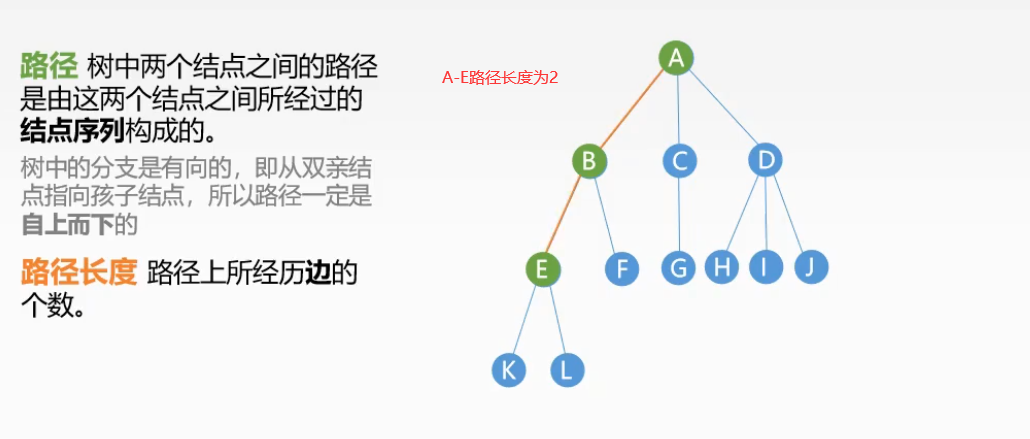 路径 树中两个结点之间的路径
是由这两个结点之间所经过的
结点序列构成的。
树中的分支是有向的，即从双亲结
点指向孩子结点，所以路径一定是
自上而下的
路径长度 路径上所经历边的
个数。
A-E路径长度为2
A
B
C
D
E
F
G
H
I
J
K
L